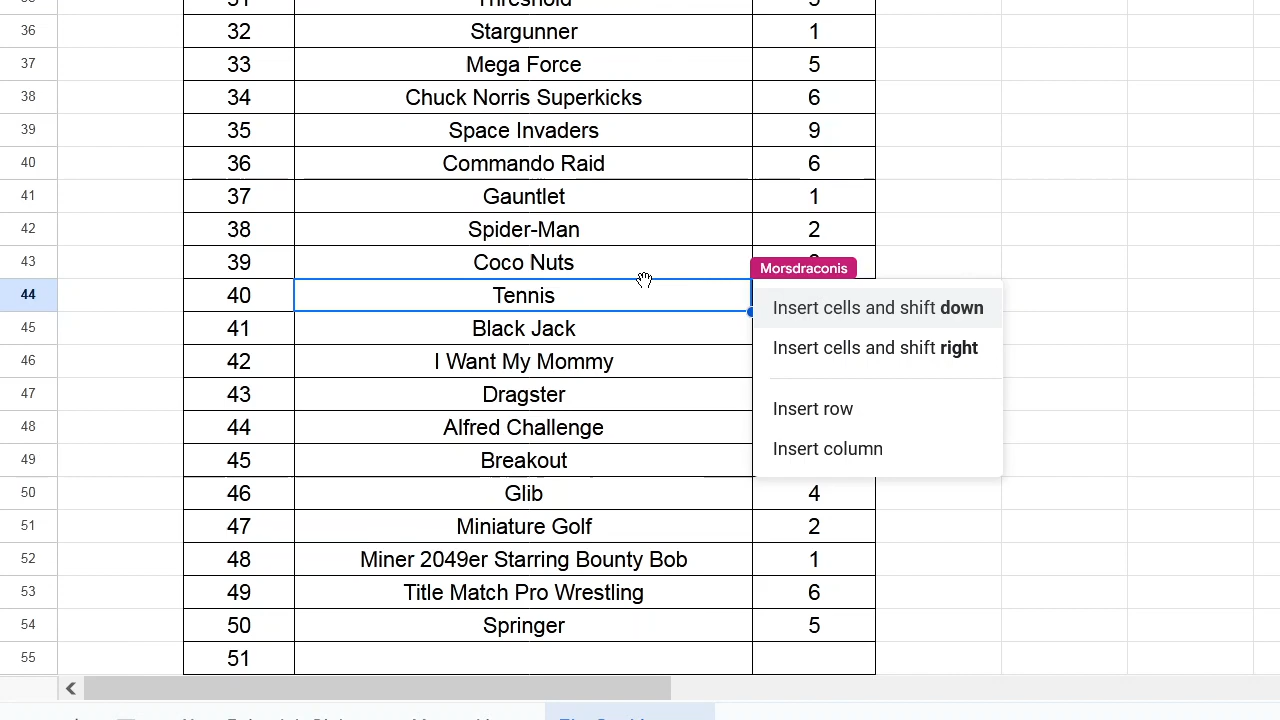 36 32 Stargunner 1
37 33 Mega Force 5
38 34 Chuck Norris Superkicks 6
39 35 Space Invaders 9
40 36 Commando Raid 6
41 37 Gauntlet 1
42 38 Spider-Man 2
43 39 Coco Nuts
Morsdraconis
44 40 Tennis
Insert cells and shift down
45 41 Black Jack
Insert cells and shift right
46 42 I Want My Mommy
47 43 Dragster
Insert row
48 44 Alfred Challenge
Insert column
49 45 Breakout
50 46 Glib 4
51 47 Miniature Golf 2
52 48 Miner 2049er Starring Bounty Bob 1
53 49 Title Match Pro Wrestling 6
54 50 Springer 5
55 51